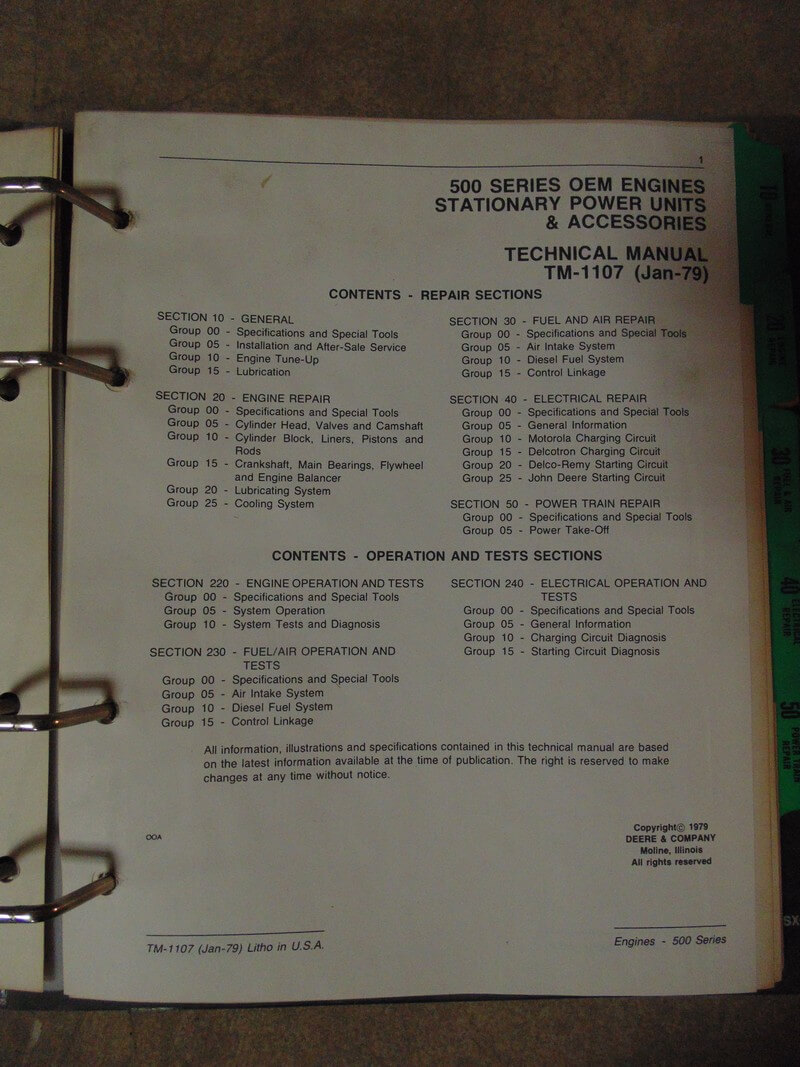 1
500 SERIES OEM ENGINES
STATIONARY POWER UNITS
& ACCESSORIES
TECHNICAL MANUAL
TM-1107 (Jan-79)
CONTENTS - REPAIR SECTIONS
SECTION 10 - GENERAL
Group 00 - Specifications and Special Tools
Group 05 - Installation and After-Sale Service
Group 10 - Engine Tune-Up
Group 15 - Lubrication
SECTION 20 - ENGINE REPAIR
Group 00 - Specifications and Special Tools
Group 05 - Cylinder Head, Valves and Camshaft
Group 10 - Cylinder Block, Liners, Pistons and
Rods
Group 15 - Crankshaft, Main Bearings, Flywheel
and Engine Balancer
Group 20 - Lubricating System
Group 25 - Cooling System
SECTION 30 - FUEL AND AIR REPAIR
Group 00 - Specifications and Special Tools
Group 05 - Air Intake System
Group 10 - Diesel Fuel System
Group 15 - Control Linkage
SECTION 40 - ELECTRICAL REPAIR
Group 00 - Specifications and Special Tools
Group 05 - General Information
Group 10 - Motorola Charging Circuit
Group 15 - Delcotron Charging Circuit
Group 20 - Delco-Remy Starting Circuit
Group 25 - John Deere Starting Circuit
SECTION 50 - POWER TRAIN REPAIR
Group 00 - Specifications and Special Tools
Group 05 - Power Take-Off
CONTENTS - OPERATION AND TESTS SECTIONS
SECTION 220 - ENGINE OPERATION AND TESTS
Group 00 - Specifications and Special Tools
Group 05 - System Operation
Group 10 - System Tests and Diagnosis
SECTION 230 - FUEL/AIR OPERATION AND
TESTS
Group 00 - Specifications and Special Tools
Group 05 - Air Intake System
Group 10 - Diesel Fuel System
Group 15 - Control Linkage
SECTION 240 - ELECTRICAL OPERATION AND
TESTS
Group 00 - Specifications and Special Tools
Group 05 - General Information
Group 10 - Charging Circuit Diagnosis
Group 15 - Starting Circuit Diagnosis
All information, illustrations and specifications contained in this technical manual are based
on the latest information available at the time of publication. The right is reserved to make
changes at any time without notice.
OOA
Copyright© 1979
DEERE & COMPANY
Moline, Illinois
All rights reserved
TM-1107 (Jan-79) Litho in U.S.A.
Engines - 500 Series
10
20
30
FUEL & AIR
REPAIR
40
ELECTRICAL
REPAIR
50
POWER TRAIN
REPAIR